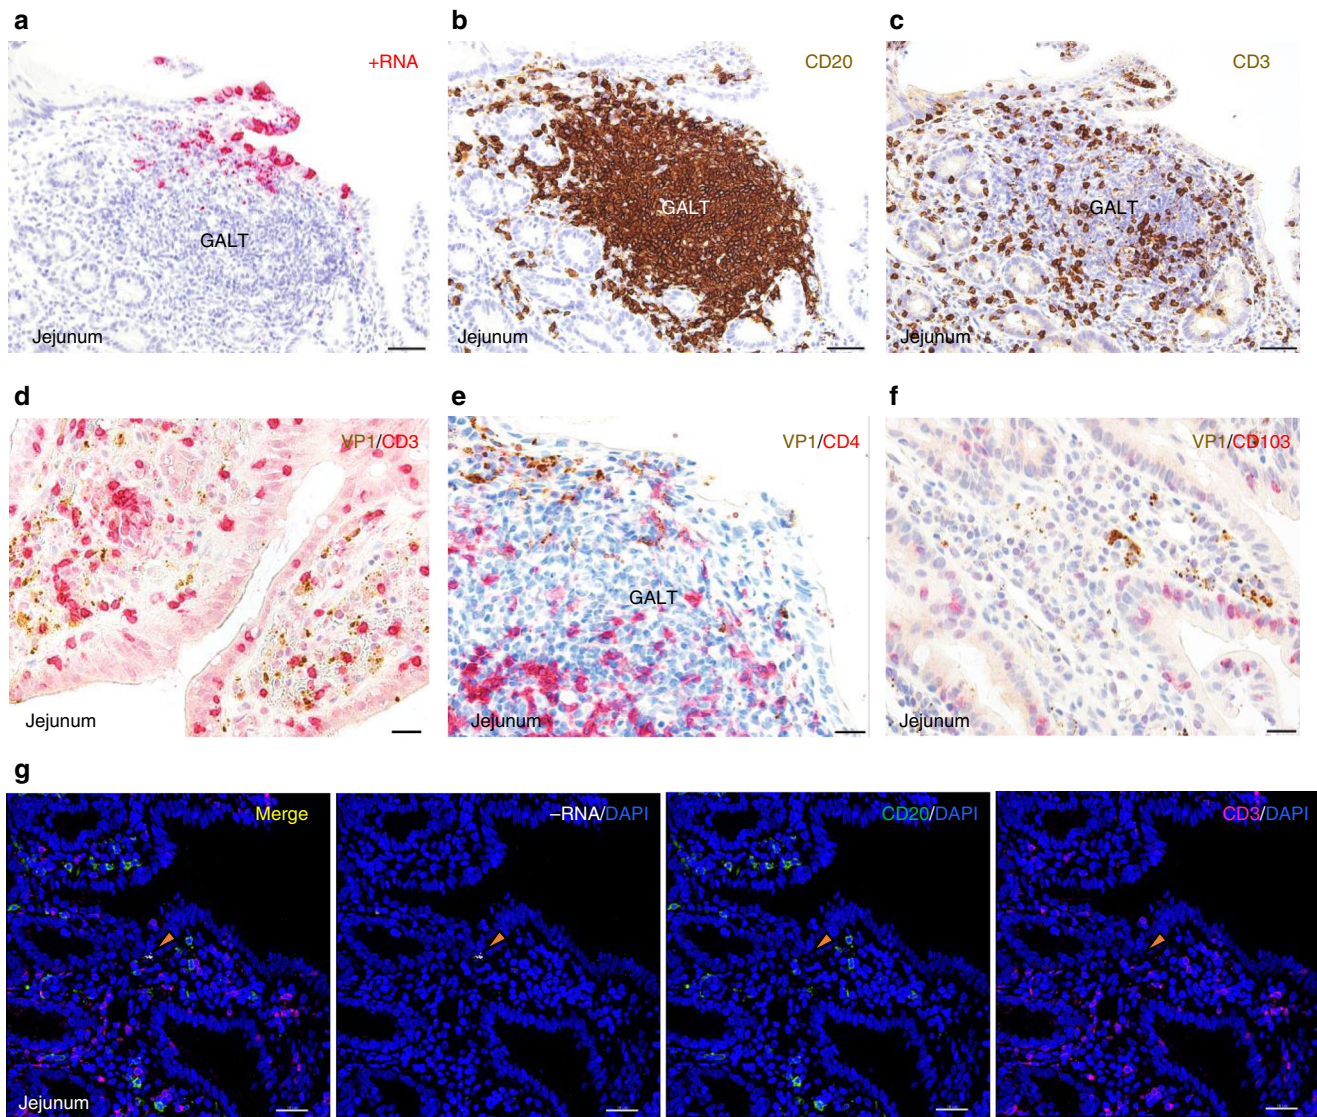 a
+RNA
GALT
Jejunum
b
CD20
GALT
Jejunum
c
CD3
GALT
Jejunum
d
VP1/CD3
Jejunum
e
VP1/CD4
GALT
Jejunum
f
VP1/CD103
Jejunum
g
Merge
Jejunum
–RNA/DAPI
CD20/DAPI
CD3/DAPI